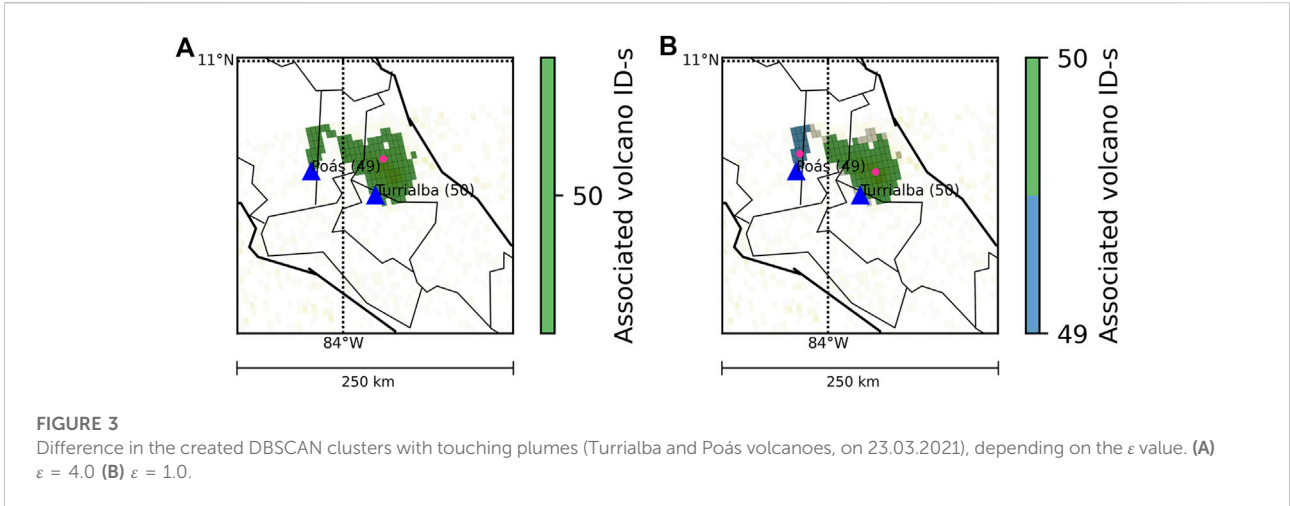 A
11°N
Poás (49)
Turrialba (50)
84°W
250 km
50
Associated volcano ID-s
B
11°N
Poás (49)
Turrialba (50)
84°W
250 km
50
49
Associated volcano ID-s
FIGURE 3
Difference in the created DBSCAN clusters with touching plumes (Turrialba and Poás volcanoes, on 23.03.2021), depending on the ε value. (A)
ε = 4.0 (B) ε = 1.0.